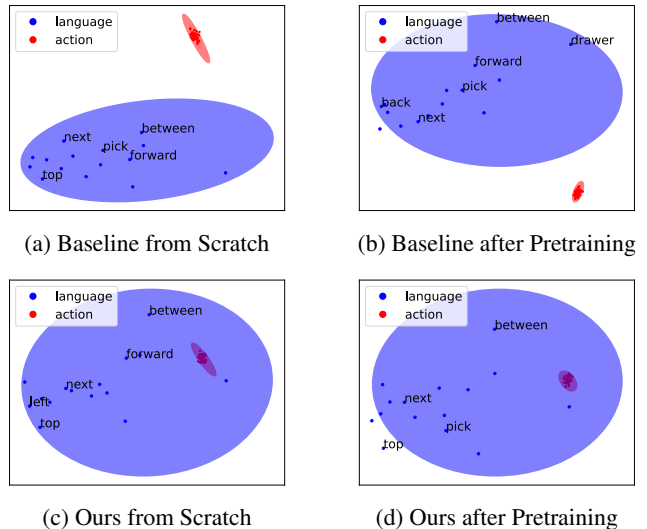 language
action
between
next
pick
forward
top
(a) Baseline from Scratch
language
action
between
drawer
forward
pick
back
next
(b) Baseline after Pretraining
language
action
between
forward
next
left
top
(c) Ours from Scratch
language
action
between
next
pick
top
(d) Ours after Pretraining